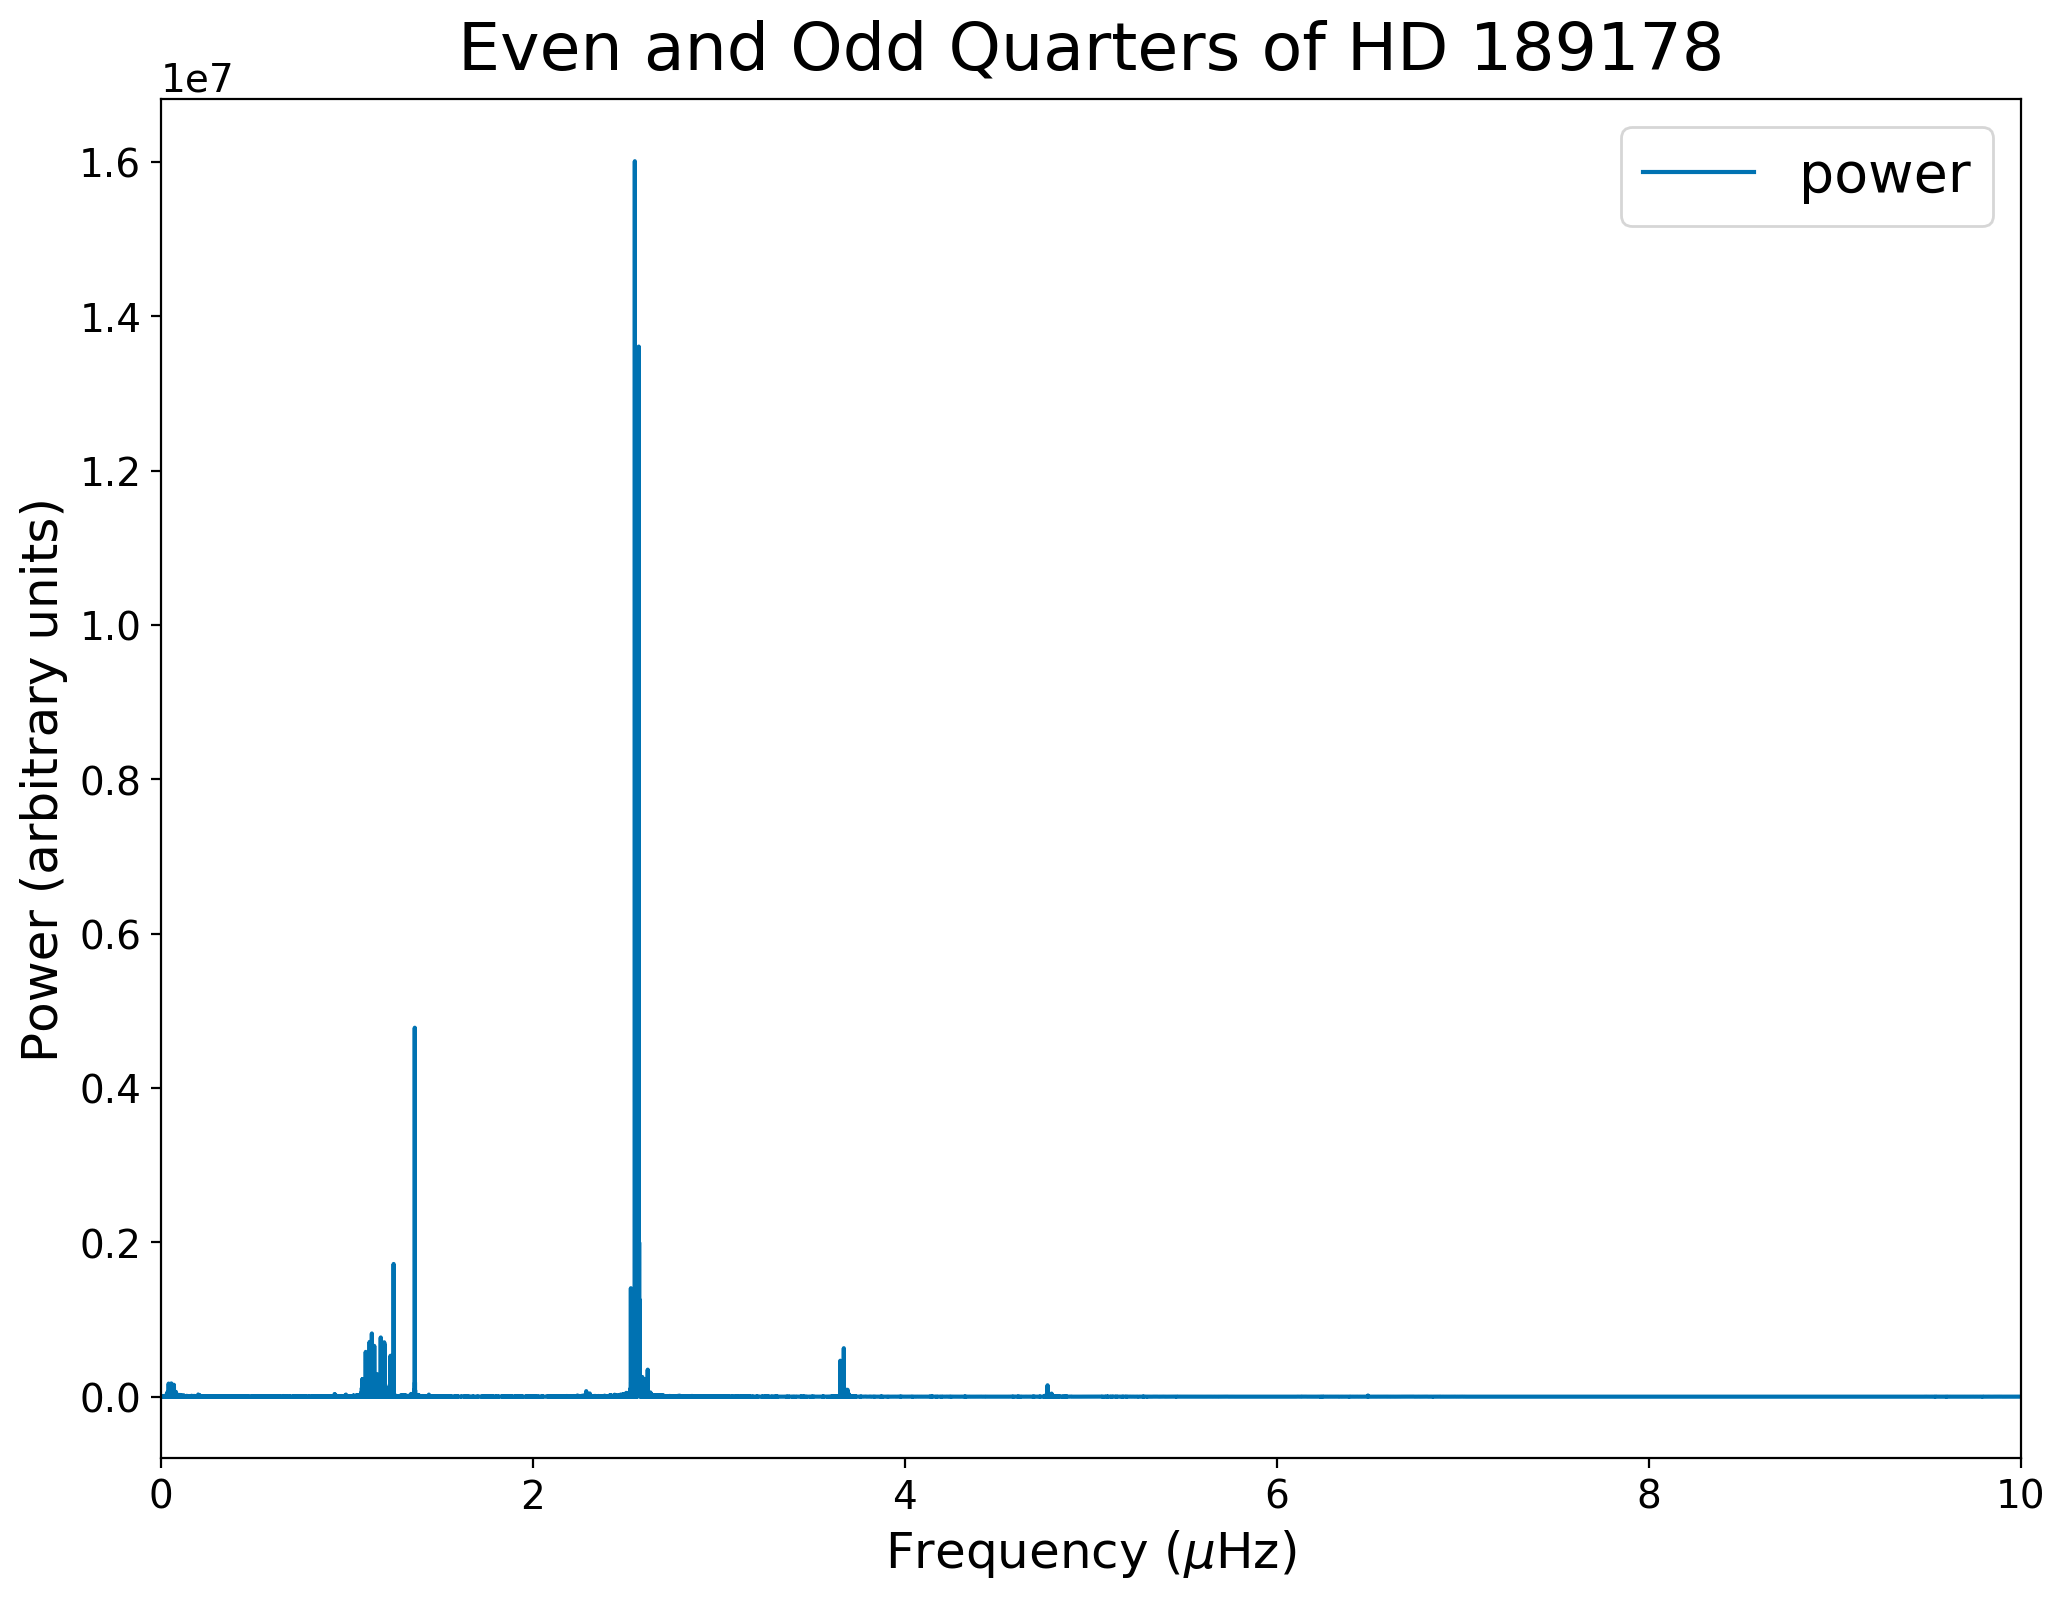 Even and Odd Quarters of HD 189178
1e7
power
1.6
1.4
1.2
1.0
0.8
0.6
0.4
0.2
0.0
Power (arbitrary units)
0 2 4 6 8 10
Frequency (μHz)